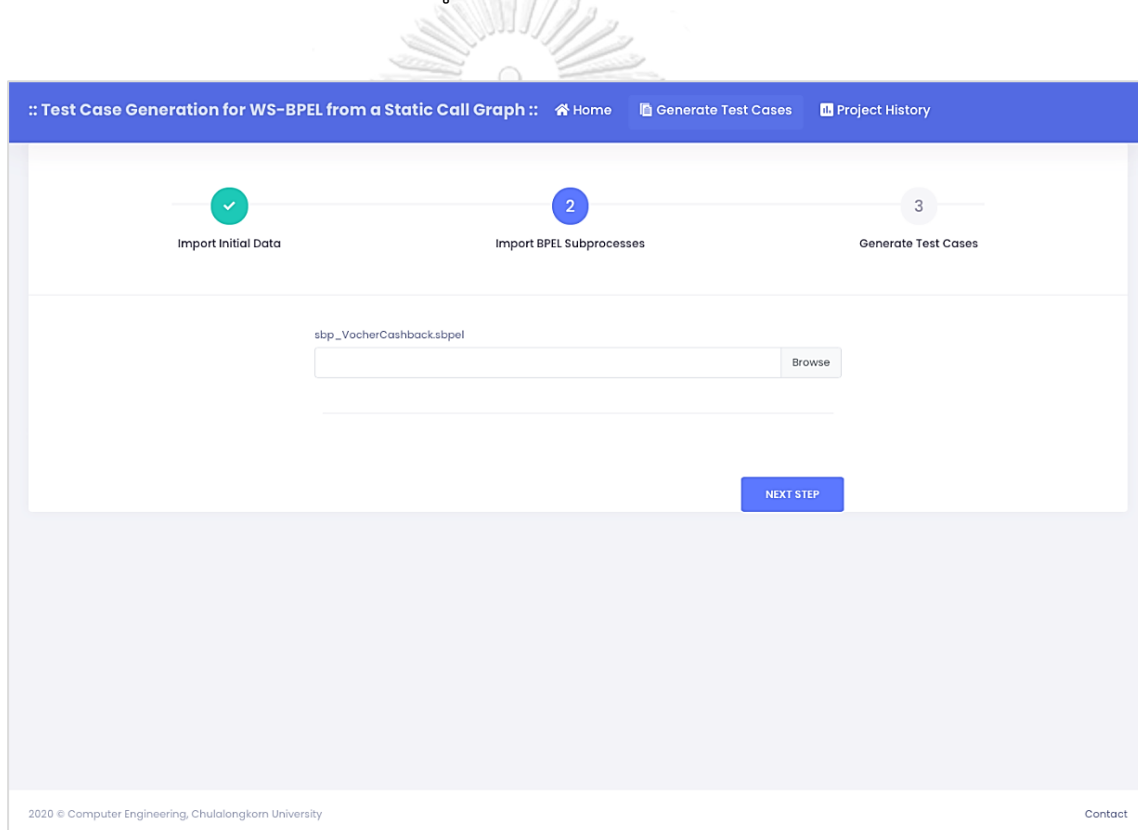 :: Test Case Generation for WS-BPEL from a Static Call Graph :: Home Generate Test Cases Project History
2 3
Import Initial Data Import BPEL Subprocesses Generate Test Cases
sbp_VocherCashback.sbpel
Browse
NEXT STEP
2020 © Computer Engineering, Chulalongkorn University Contact